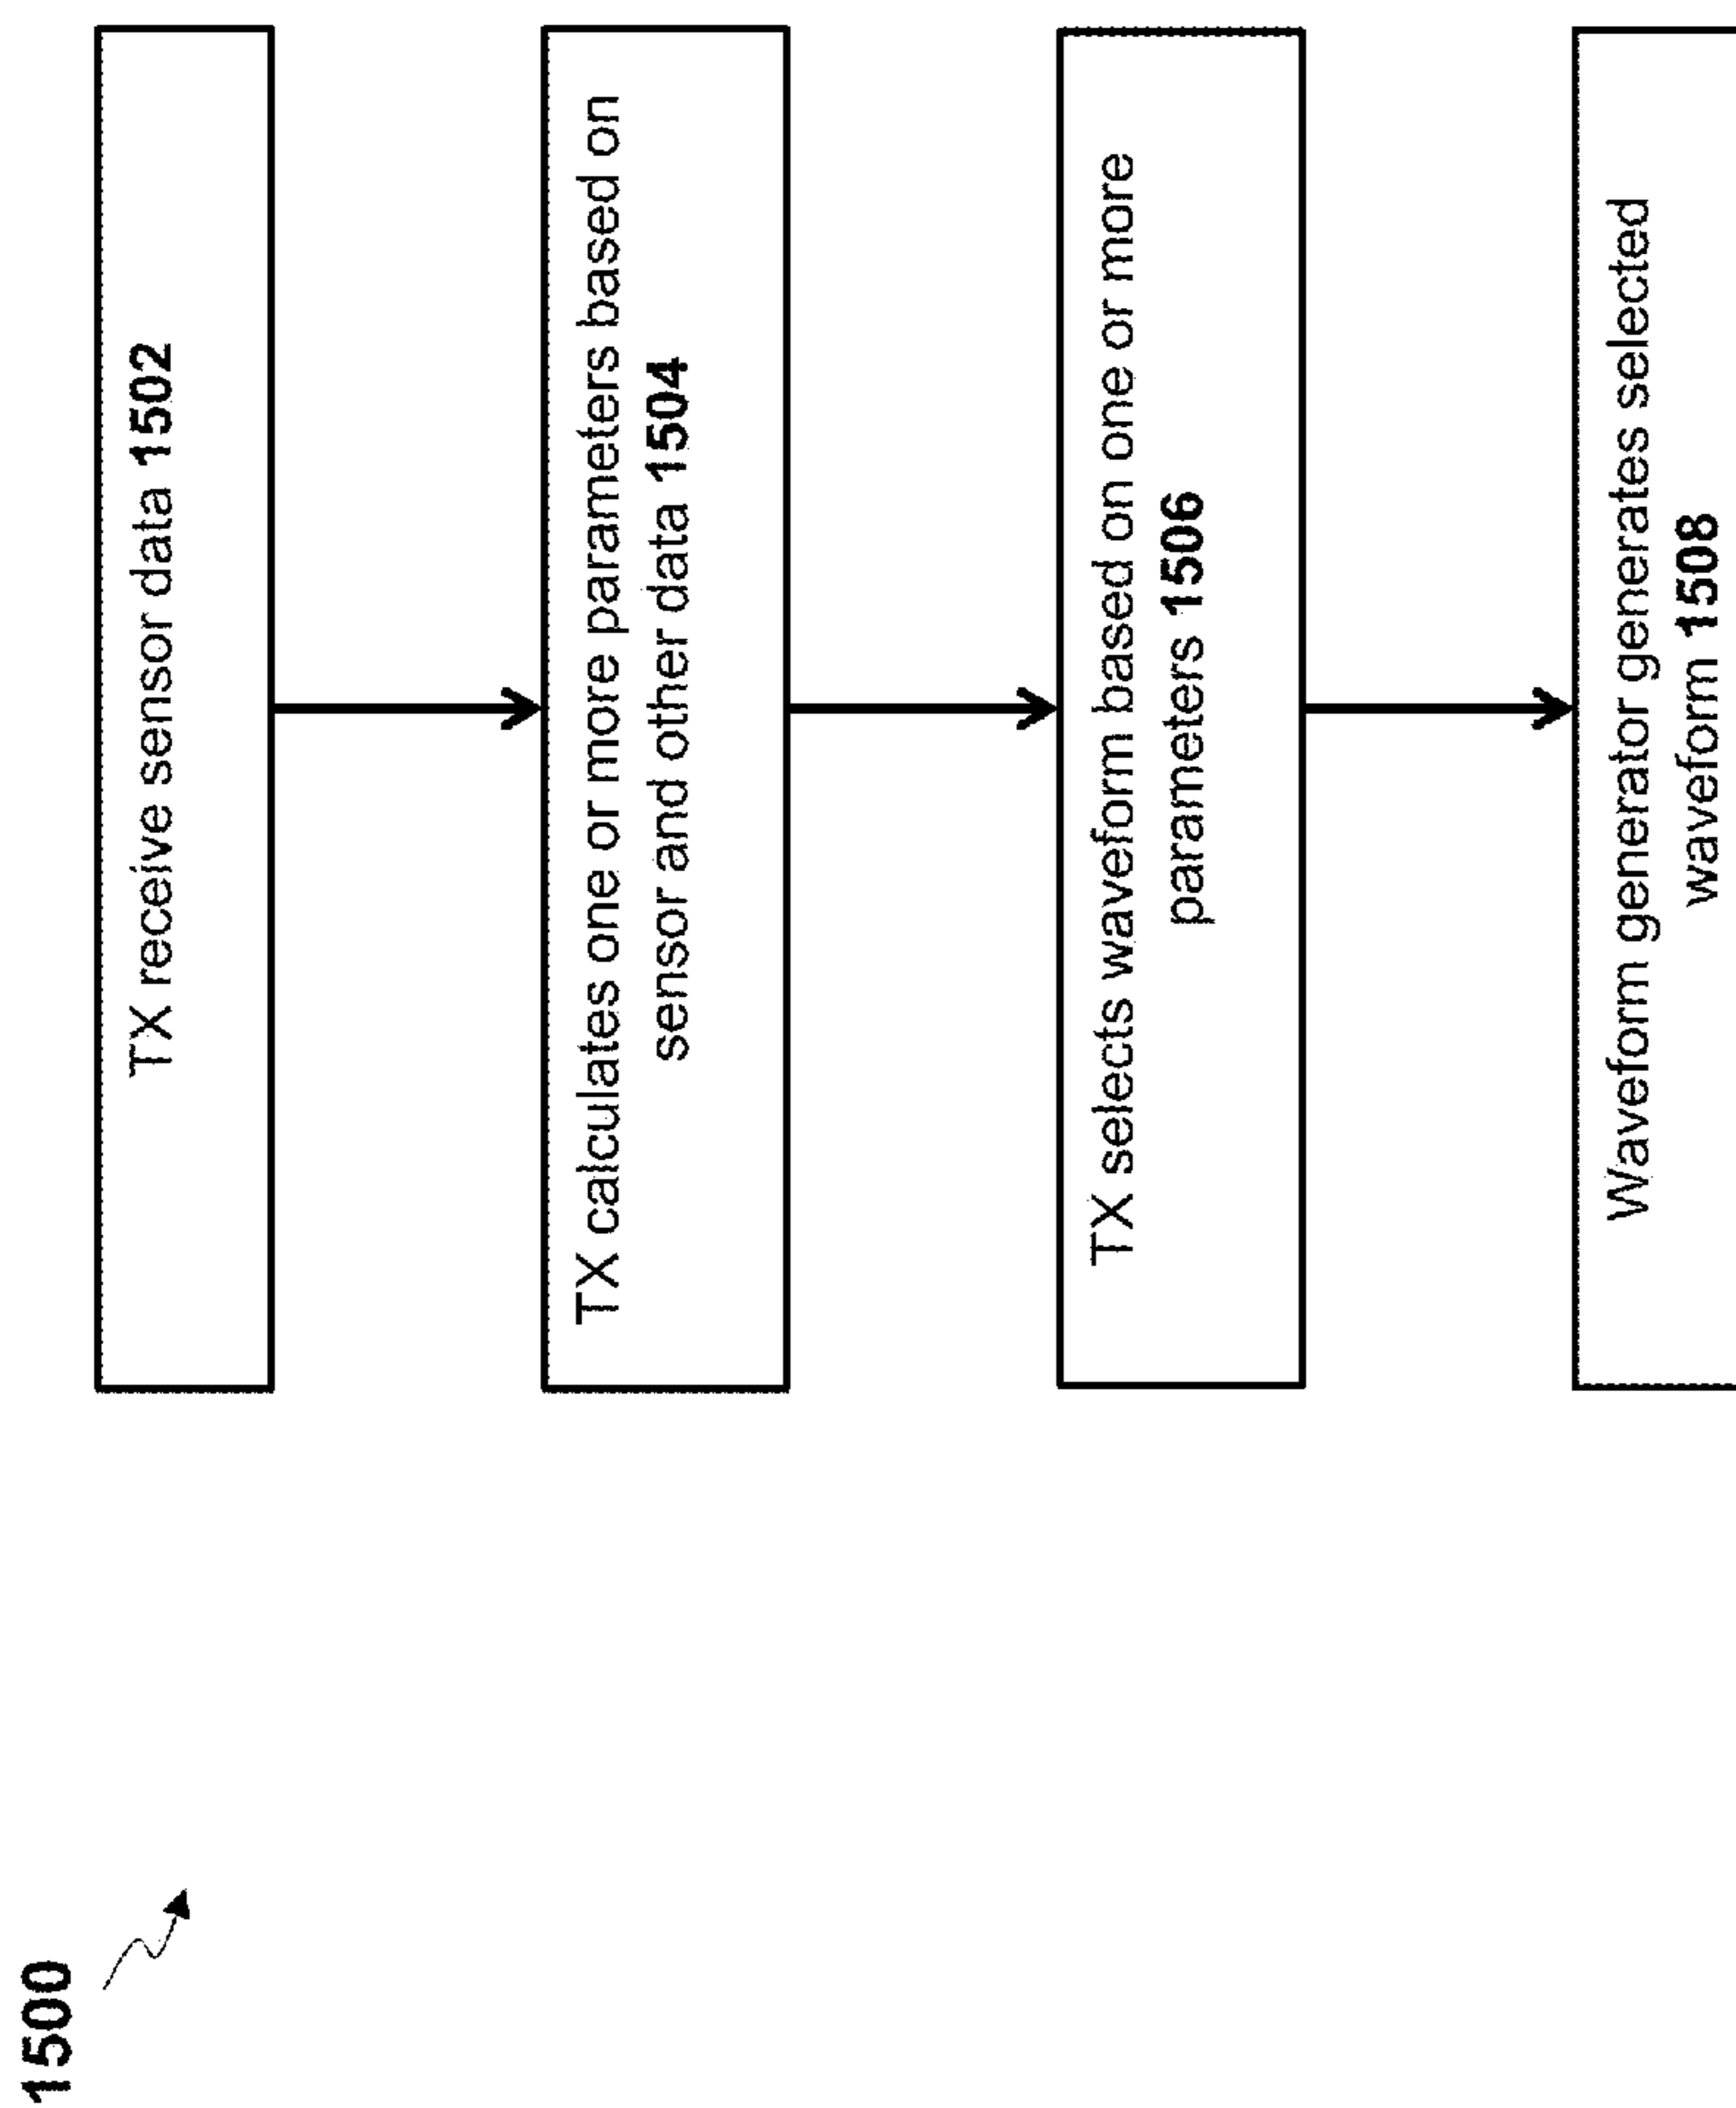 1500
TX receive sensor data 1502
TX calculates one or more parameters based on
sensor and other data 1504
TX selects waveform based on one or more
parameters 1506
Waveform generator generates selected
waveform 1508